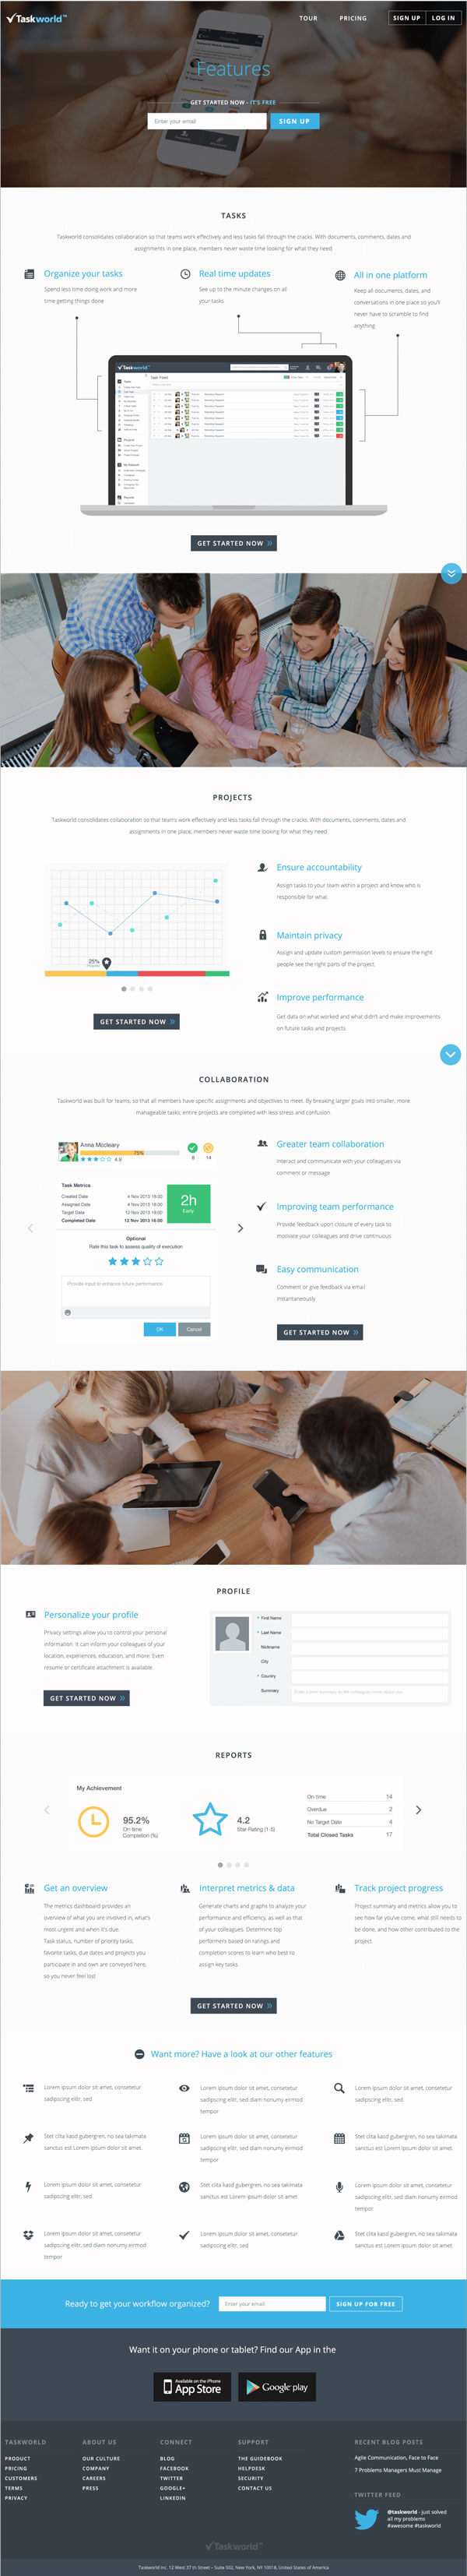 Taskworld™
TOUR PRICING SIGN UP LOG IN
Features
GET STARTED NOW - IT'S FREE
Enter your email SIGN UP
TASKS
Taskworld consolidates collaboration so that teams work effectively and less tasks fall through the cracks. With documents, comments, dates and
assignments in one place, members never waste time looking for what they need.
Organize your tasks
Spend less time doing work and more
time getting things done
Real time updates
See up to the minute changes on all
your tasks
All in one platform
Keep all documents, dates, and
conversations in one place so you'll
never have to scramble to find
anything
Taskworld
GET STARTED NOW »
PROJECTS
Taskworld consolidates collaboration so that teams work effectively and less tasks fall through the cracks. With documents, comments, dates and
assignments in one place, members never waste time looking for what they need.
25%
GET STARTED NOW »
Ensure accountability
Assign tasks to your team within a project and know who is
responsible for what.
Maintain privacy
Assign and update custom permission levels to ensure the right
people see the right parts of the project
Improve performance
Get data on what worked and what didn't and make improvements
on future tasks and projects.
COLLABORATION
Taskworld was built for teams, so that all members have specific assignments and objectives to meet. By breaking larger goals into smaller, more
manageable tasks, entire projects are completed with less stress and confusion.
Anna Mccleary
70%
4.9 8 14
Task Metrics
Created Date 4 Nov 2013 16:00
Assigned Date 4 Nov 2013 16:00
Target Date 12 Nov 2013 16:00
Completed Date 12 Nov 2013 16:00
2h
Early
Optional
Rate this task to assess quality of execution
Provide input to enhance future performance
Ok Cancel
Greater team collaboration
Interact and communicate with your colleagues via
comment or message
Improving team performance
Provide feedback upon closure of every task to
motivate your colleagues and drive continuous
Easy communication
Comment or give feedback via email
instantaneously
GET STARTED NOW »
PROFILE
Personalize your profile
Privacy settings allow you to control your personal
information. It can inform your colleagues of your
location, experiences, education, and more. Even
resume or certificate attachment is available.
GET STARTED NOW »
* First Name
* Last Name
Nickname
City
* Country
Summary
REPORTS
My Achievement
95.2%
On-time
Completion (%)
4.2
Star-Rating (1-5)
On-time 14
Overdue 2
No Target Date 4
Total Closed Tasks 17
Get an overview
The metrics dashboard provides an
overview of what you are involved in, what's
most urgent and when it's due.
Task status, number of priority tasks,
favorite tasks, due dates and projects you
participate in and own are conveyed here,
so you never feel lost
Interpret metrics & data
Generate charts and graphs to analyze your
performance and efficiency, as well as that
of your colleagues. Determine top
performers based on ratings and
completion scores to learn who best to
assign key tasks.
Track project progress
Project summary and metrics allow you to
see how far you've come, what still needs to
be done, and how other contributed to the
project.
GET STARTED NOW »
Want more? Have a look at our other features
Lorem ipsum dolor sit amet, consetetur
sadipscing elitr, sed
Lorem ipsum dolor sit amet, consetetur
sadipscing elitr, sed diam nonumy eirmod
tempor
Lorem ipsum dolor sit amet, consetetur
sadipscing elitr, sed
Stet clita kasd gubergren, no sea takimata
sanctus est Lorem ipsum dolor sit amet.
Lorem ipsum dolor sit amet, consetetur
sadipscing elitr, sed diam nonumy eirmod
tempor
Stet clita kasd gubergren, no sea takimata
sanctus est Lorem ipsum dolor sit amet.
Lorem ipsum dolor sit amet, consetetur
sadipscing elitr, sed
Stet clita kasd gubergren, no sea takimata
sanctus est Lorem ipsum dolor sit amet.
Lorem ipsum dolor sit amet, consetetur
sadipscing elitr, sed diam nonumy eirmod
tempor
Lorem ipsum dolor sit amet, consetetur
sadipscing elitr, sed diam nonumy eirmod
tempor
Lorem ipsum dolor sit amet, consetetur
sadipscing elitr, sed
Stet clita kasd gubergren, no sea takimata
sanctus est Lorem ipsum dolor sit amet.
Ready to get your workflow organized? Enter your email SIGN UP FOR FREE
Want it on your phone or tablet? Find our App in the
Available on the iPhone
App Store
Google play
TASKWORLD
PRODUCT
PRICING
CUSTOMERS
TERMS
PRIVACY
ABOUT US
OUR CULTURE
COMPANY
CAREERS
PRESS
CONNECT
BLOG
FACEBOOK
TWITTER
GOOGLE+
LINKEDIN
SUPPORT
THE GUIDEBOOK
HELPDESK
SECURITY
CONTACT US
RECENT BLOG POSTS
Agile Communication, Face to Face
7 Problems Managers Must Manage
TWITTER FEED
@taskworld - just solved
all my problems
#awesome #taskworld
Taskworld™
Taskworld Inc. 12 West 37 th Street – Suite 502, New York, NY 10018, United States of America